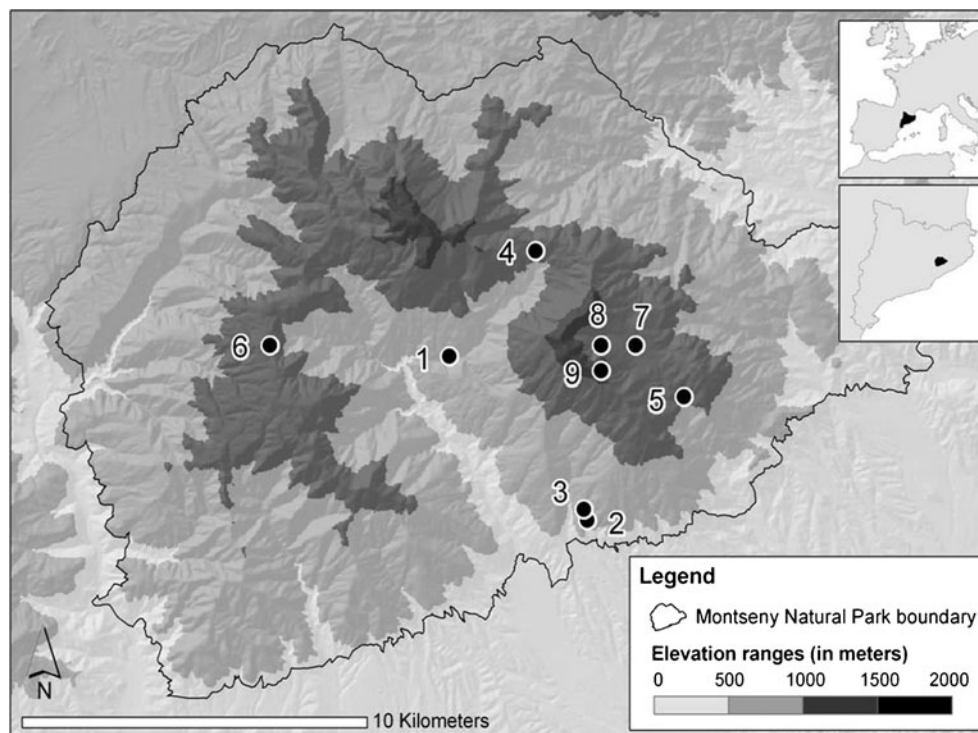 4
8
7
6
1
9
5
3
2
Legend
Montseny Natural Park boundary
Elevation ranges (in meters)
0 500 1000 1500 2000
N
10 Kilometers